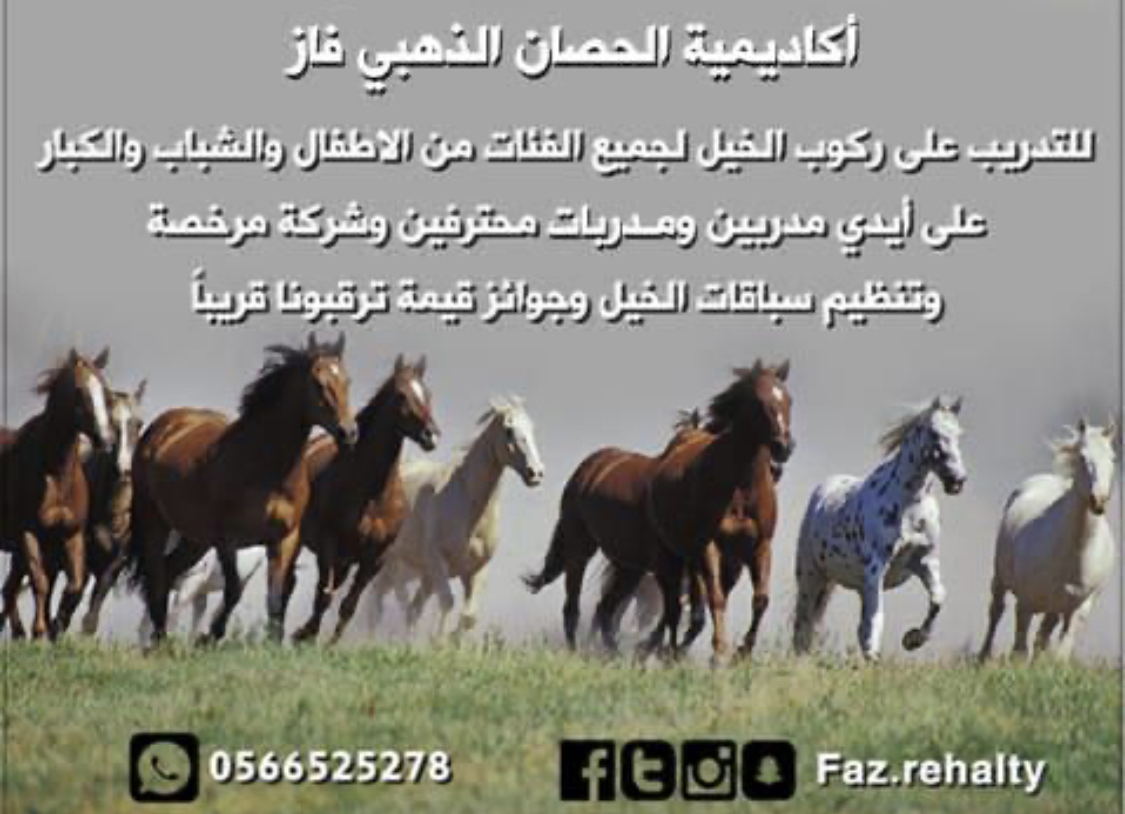 أكاديمية الحصان الذهبي فاز
للتدريب على ركوب الخيل لجميع الفئات من الاطفال والشباب والكبار
على أيدي مدربين ومـدربات محترفين وشركة مرخصة
وتنظيم سباقات الخيل وجوائز قيمة ترقبونا قريباً
0566525278 Faz.rehalty